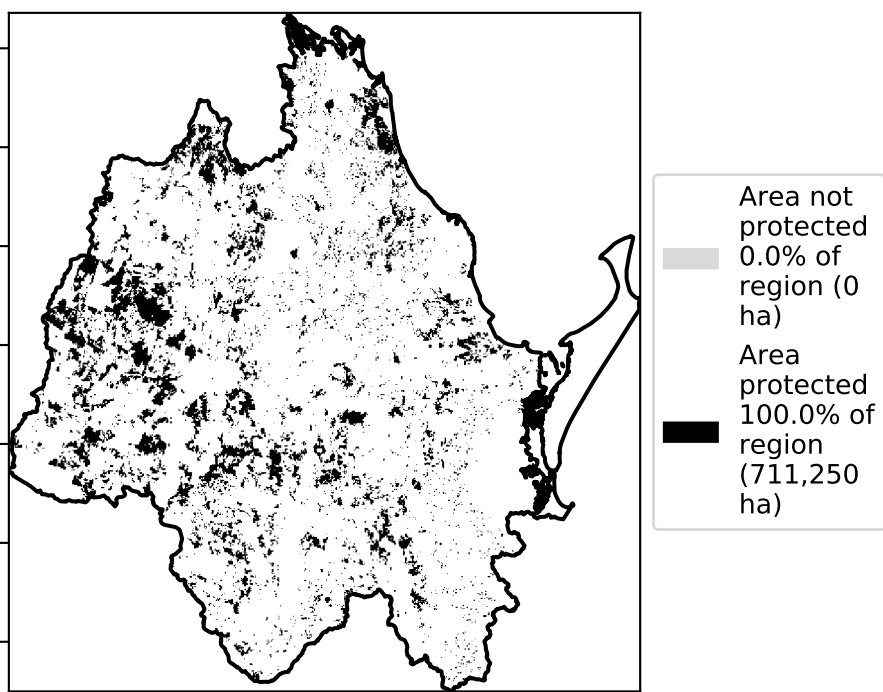 Area not
protected
0.0% of
region (0
ha)
Area
protected
100.0% of
region
(711,250
ha)